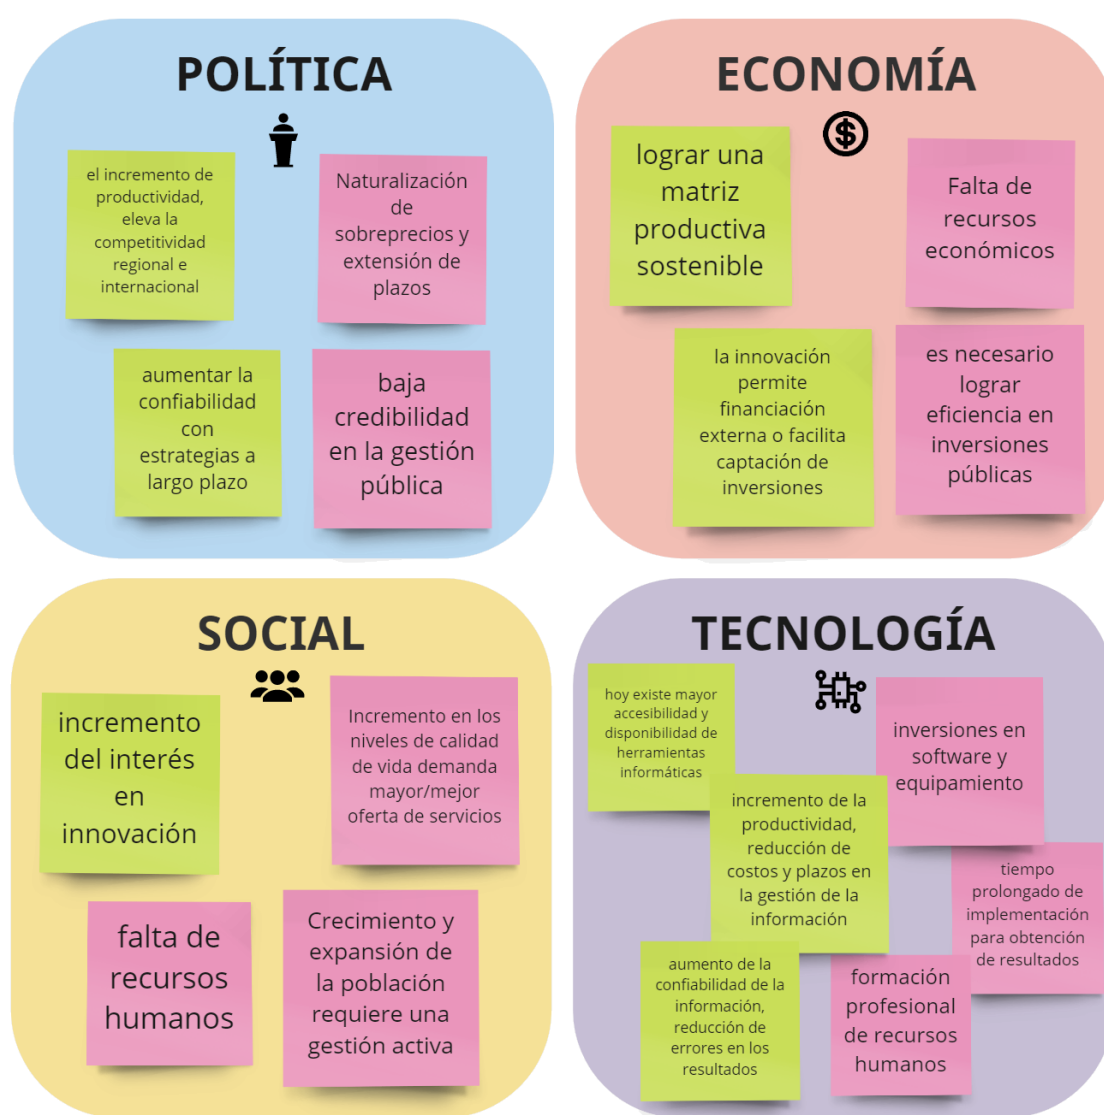 POLÍTICA
el incremento de
productividad,
eleva la
competitividad
regional e
internacional
Naturalización
de
sobreprecios y
extensión de
plazos
aumentar la
confiabilidad
con
estrategias a
largo plazo
baja
credibilidad
en la gestión
pública
ECONOMÍA
lograr una
matriz
productiva
sostenible
Falta de
recursos
económicos
la innovación
permite
financiación
externa o facilita
captación de
inversiones
es necesario
lograr
eficiencia en
inversiones
públicas
SOCIAL
incremento
del interés
en
innovación
Incremento en los
niveles de calidad
de vida demanda
mayor/mejor
oferta de servicios
falta de
recursos
humanos
Crecimiento y
expansión de
la población
requiere una
gestión activa
TECNOLOGÍA
hoy existe mayor
accesibilidad y
disponibilidad de
herramientas
informáticas
inversiones en
software y
equipamiento
incremento de la
productividad,
reducción de
costos y plazos en
la gestión de la
información
tiempo
prolongado de
implementación
para obtención
de resultados
aumento de la
confiabilidad de la
información,
reducción de
errores en los
resultados
formación
profesional
de recursos
humanos